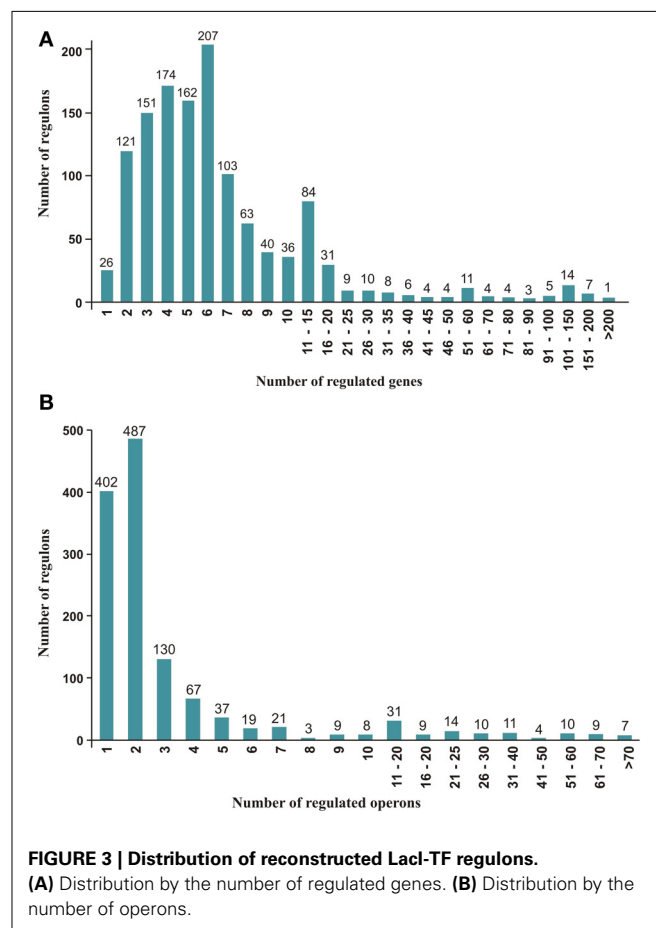 A
Number of regulons
200
150
100
50
0
26
121
151
174
162
207
103
63
40
36
84
31
9
10
8
6
4
4
11
4
4
3
5
14
7
1
1
2
3
4
5
6
7
8
9
10
11 - 15
16 - 20
21 - 25
26 - 30
31 - 35
36 - 40
41 - 45
46 - 50
51 - 60
61 - 70
71 - 80
81 - 90
91 - 100
101 - 150
151 - 200
>200
Number of regulated genes
B
Number of regulons
500
400
300
200
100
0
402
487
130
67
37
19
21
3
9
8
31
9
14
10
11
4
10
9
7
1
2
3
4
5
6
7
8
9
10
11 - 20
16 - 20
21 - 25
26 - 30
31 - 40
41 - 50
51 - 60
61 - 70
>70
Number of regulated operons
FIGURE 3 | Distribution of reconstructed LacI-TF regulons.
(A) Distribution by the number of regulated genes. (B) Distribution by the
number of operons.